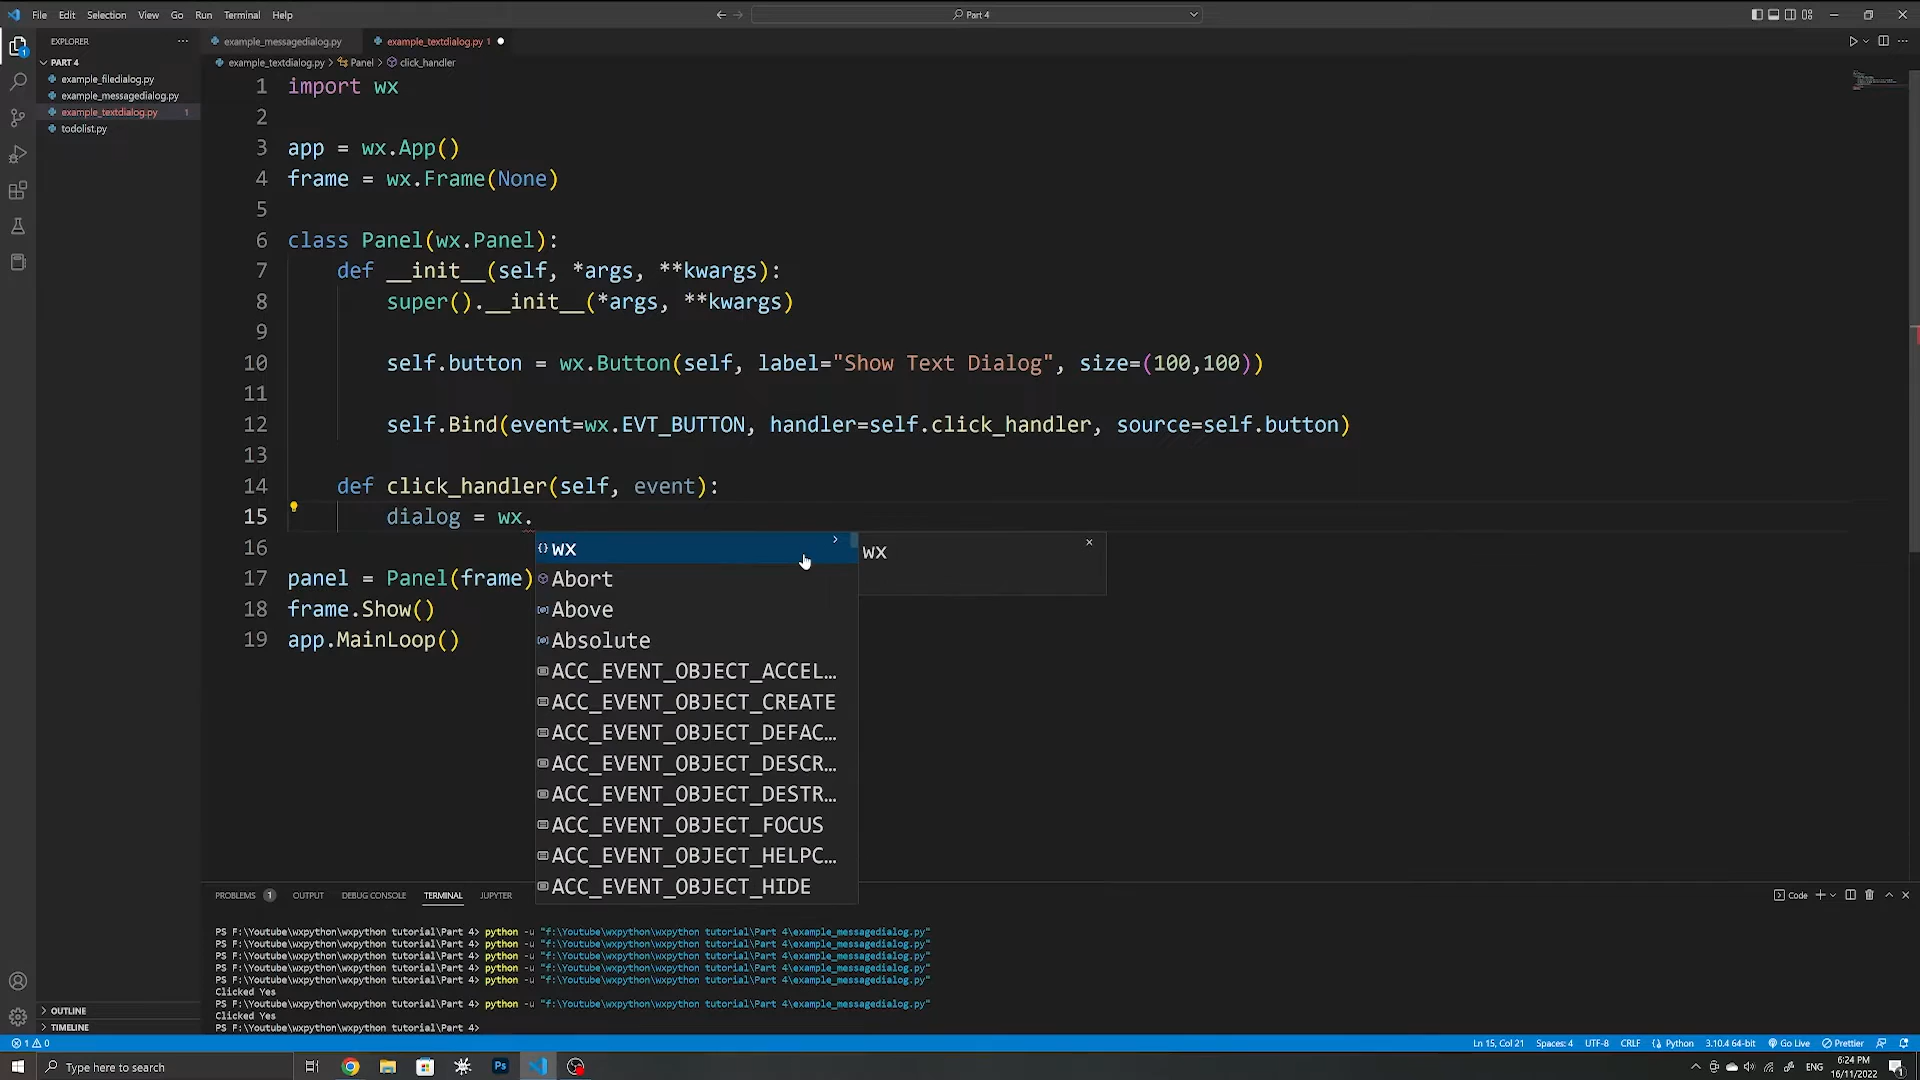 File Edit Selection View Go Run Terminal Help
Part 4
EXPLORER
example_messagedialog.py
example_textdialog.py 1
PART 4
example_textdialog.py > Panel > click_handler
example_filedialog.py
example_messagedialog.py
example_textdialog.py 1
todolist.py
1 import wx
2
3 app = wx.App()
4 frame = wx.Frame(None)
5
6 class Panel(wx.Panel):
7 def __init__(self, *args, **kwargs):
8 super().__init__(*args, **kwargs)
9
10 self.button = wx.Button(self, label="Show Text Dialog", size=(100,100))
11
12 self.Bind(event=wx.EVT_BUTTON, handler=self.click_handler, source=self.button)
13
14 def click_handler(self, event):
15 dialog = wx.
16
17 panel = Panel(frame)
18 frame.Show()
19 app.MainLoop()
wx
wx
Abort
Above
Absolute
ACC_EVENT_OBJECT_ACCEL...
ACC_EVENT_OBJECT_CREATE
ACC_EVENT_OBJECT_DEFAC...
ACC_EVENT_OBJECT_DESCR...
ACC_EVENT_OBJECT_DESTR...
ACC_EVENT_OBJECT_FOCUS
ACC_EVENT_OBJECT_HELPC...
ACC_EVENT_OBJECT_HIDE
PROBLEMS 1 OUTPUT DEBUG CONSOLE TERMINAL JUPYTER
Code
PS F:\Youtube\wxpython\wxpython tutorial\Part 4> python -u "f:\Youtube\wxpython\wxpython tutorial\Part 4\example_messagedialog.py"
PS F:\Youtube\wxpython\wxpython tutorial\Part 4> python -u "f:\Youtube\wxpython\wxpython tutorial\Part 4\example_messagedialog.py"
PS F:\Youtube\wxpython\wxpython tutorial\Part 4> python -u "f:\Youtube\wxpython\wxpython tutorial\Part 4\example_messagedialog.py"
PS F:\Youtube\wxpython\wxpython tutorial\Part 4> python -u "f:\Youtube\wxpython\wxpython tutorial\Part 4\example_messagedialog.py"
PS F:\Youtube\wxpython\wxpython tutorial\Part 4> python -u "f:\Youtube\wxpython\wxpython tutorial\Part 4\example_messagedialog.py"
Clicked Yes
PS F:\Youtube\wxpython\wxpython tutorial\Part 4> python -u "f:\Youtube\wxpython\wxpython tutorial\Part 4\example_messagedialog.py"
Clicked Yes
PS F:\Youtube\wxpython\wxpython tutorial\Part 4>
OUTLINE
TIMELINE
1 0
Ln 15, Col 21 Spaces: 4 UTF-8 CRLF Python 3.10.4 64-bit Go Live Prettier
Type here to search
Ps
ENG
6:24 PM
16/11/2022
1